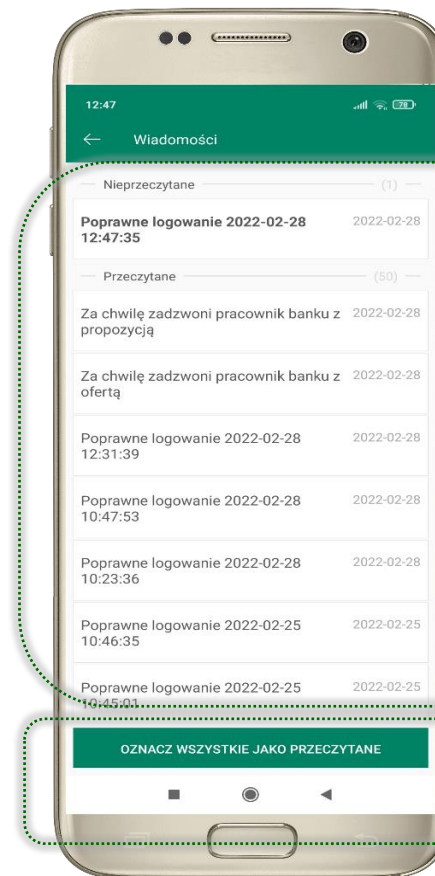 12:47
78
Wiadomości
Nieprzeczytane (1)
Poprawne logowanie 2022-02-28 2022-02-28
12:47:35
Przeczytane (50)
Za chwilę zadzwoni pracownik banku z 2022-02-28
propozycją
Za chwilę zadzwoni pracownik banku z 2022-02-28
ofertą
Poprawne logowanie 2022-02-28 2022-02-28
12:31:39
Poprawne logowanie 2022-02-28 2022-02-28
10:47:53
Poprawne logowanie 2022-02-28 2022-02-28
10:23:36
Poprawne logowanie 2022-02-25 2022-02-25
10:46:35
Poprawne logowanie 2022-02-25 2022-02-25
10:45:01
OZNACZ WSZYSTKIE JAKO PRZECZYTANE